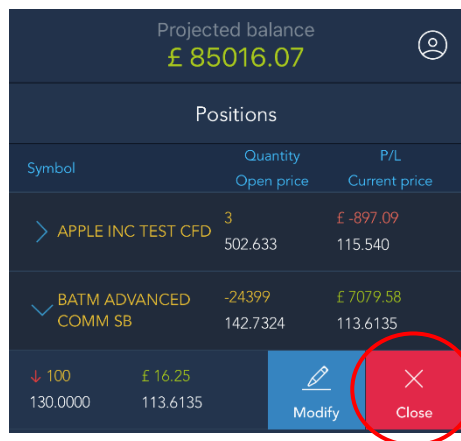 Projected balance
£ 85016.07
Positions
Symbol Quantity P/L
Open price Current price
APPLE INC TEST CFD 3 £ -897.09
502.633 115.540
BATM ADVANCED -24399 £ 7079.58
COMM SB 142.7324 113.6135
↓ 100 £ 16.25
130.0000 113.6135 Modify Close